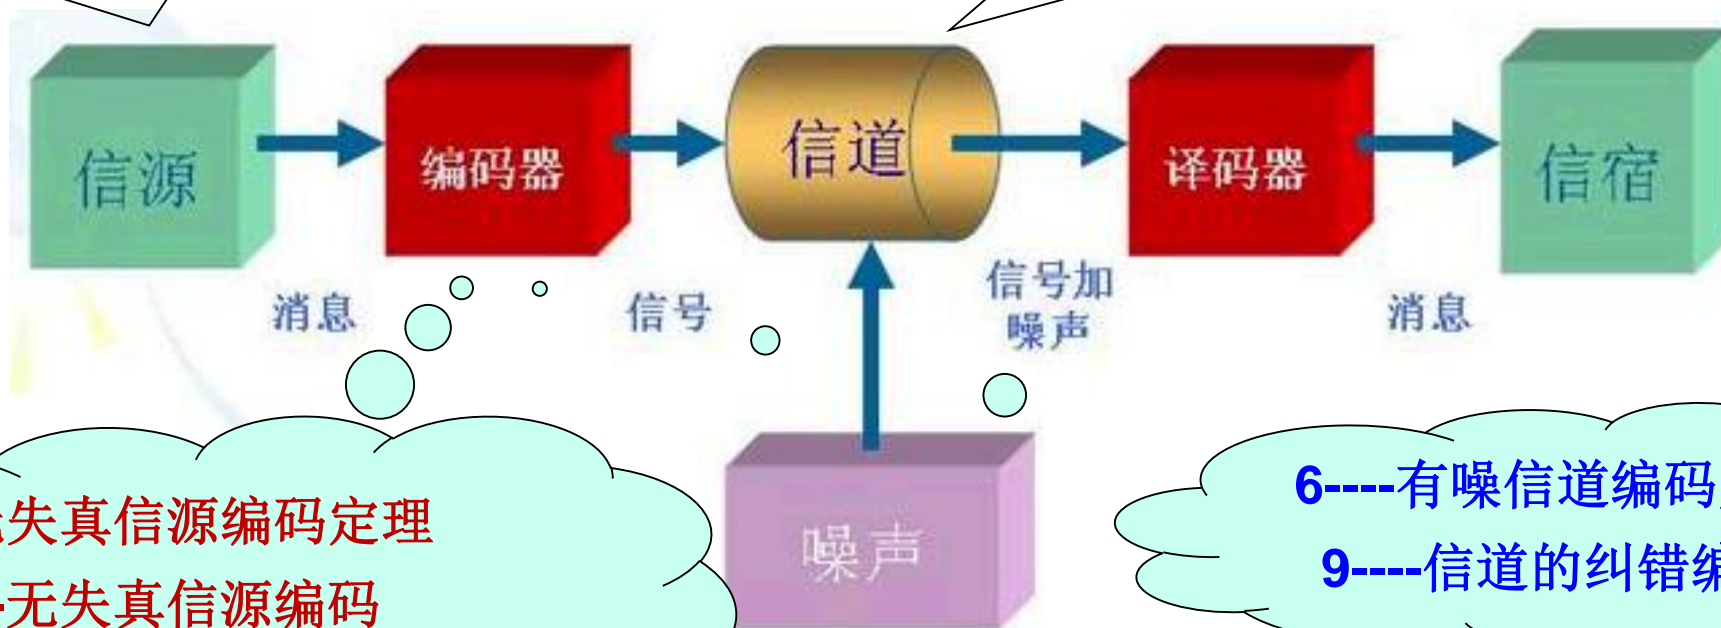 信源
编码器
信道
译码器
信宿
消息
信号
信号加
噪声
消息
噪声
失真信源编码定理
-无失真信源编码
6----有噪信道编码
9----信道的纠错编